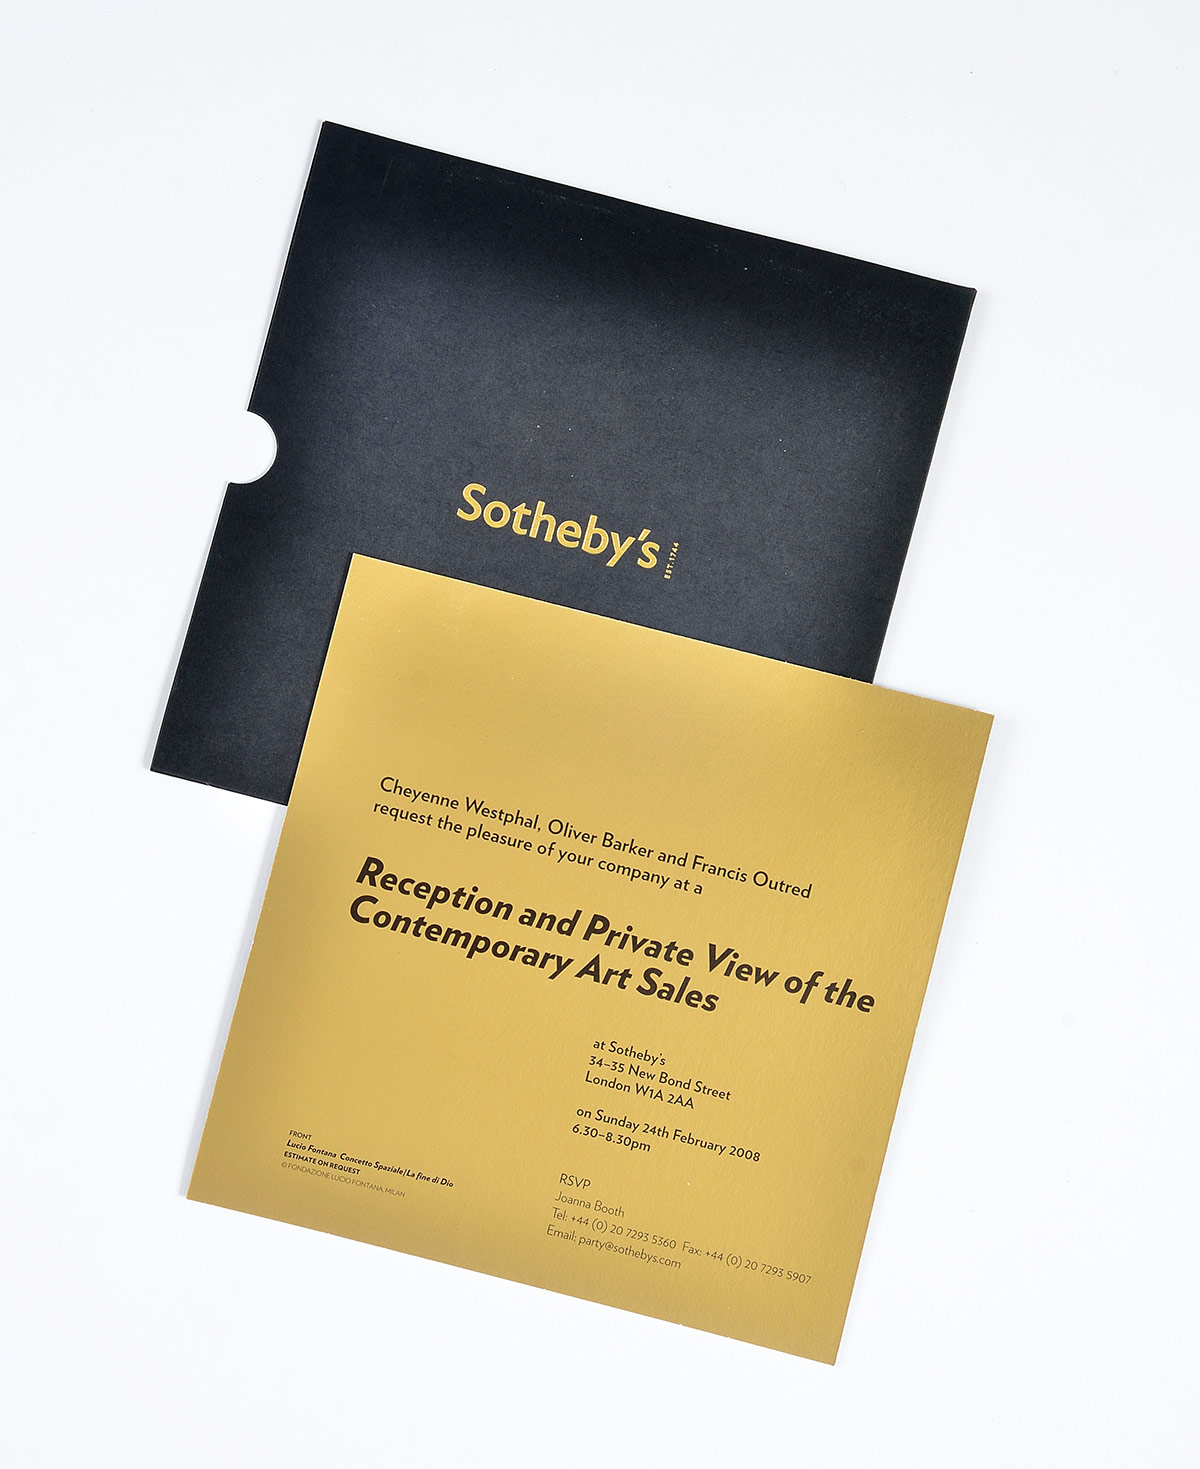 Sotheby's
EST. 1744
Cheyenne Westphal, Oliver Barker and Francis Outred
request the pleasure of your company at a
Reception and Private View of the
Contemporary Art Sales
at Sotheby's
34–35 New Bond Street
London W1A 2AA
on Sunday 24th February 2008
6.30–8.30pm
FRONT
Lucio Fontana Concetto Spaziale/La fine di Dio
ESTIMATE ON REQUEST
© FONDAZIONE LUCIO FONTANA, MILAN
RSVP
Joanna Booth
Tel: +44 (0) 20 7293 5360 Fax: +44 (0) 20 7293 5907
Email: party@sothebys.com